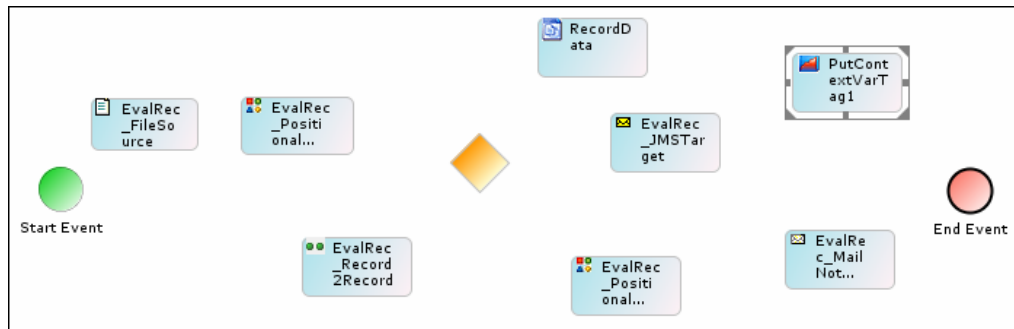 RecordD
ata
PutCont
extVarT
ag1
EvalRec
_FileSo
urce
EvalRec
_Positi
onal...
EvalRec
_JMSTar
get
Start Event
End Event
EvalRec
_Record
2Record
EvalRec
_Positi
onal...
EvalRe
c_Mail
Not...